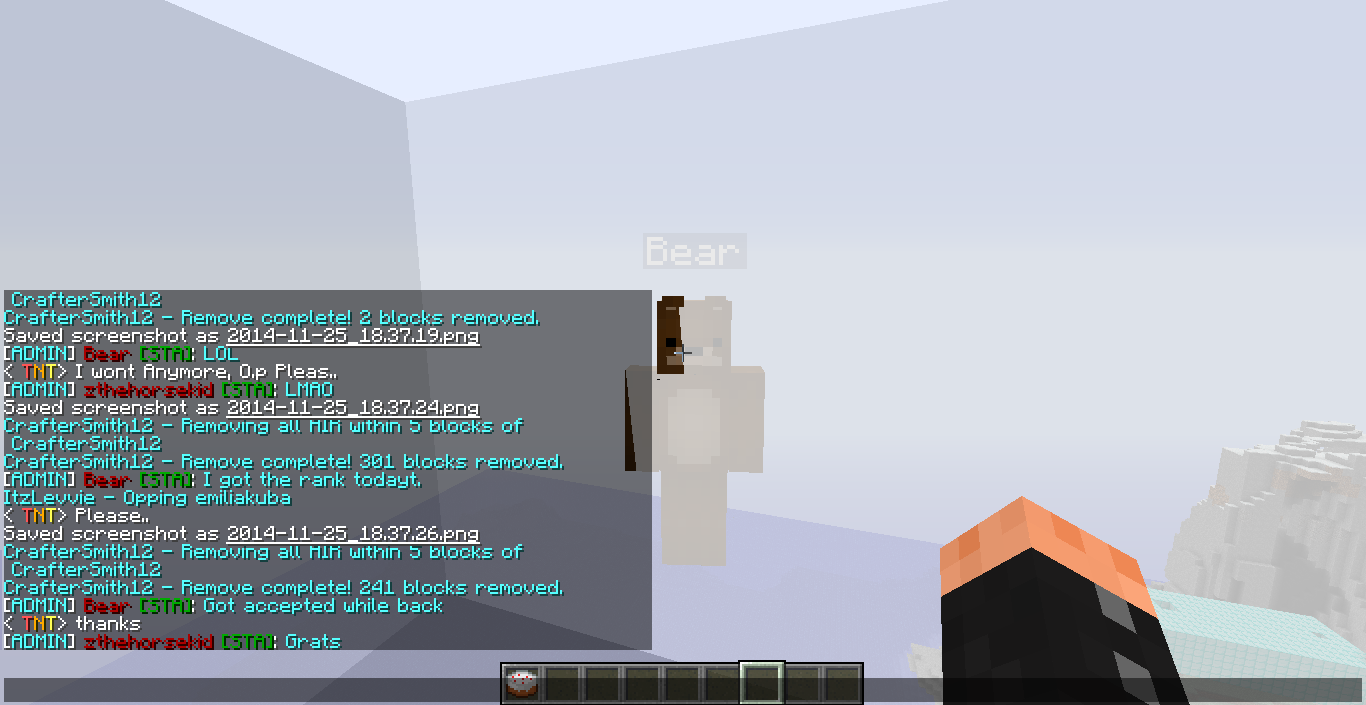 Bear
CrafterSmith12
CrafterSmith12 - Remove complete! 2 blocks removed.
Saved screenshot as 2014-11-25_18.37.19.png
[ADMIN] Bear [STA]: LOL
< TNT> I wont Anymore, O.p Pleas..
[ADMIN] zthehorsekid [STA]: LMAO
Saved screenshot as 2014-11-25_18.37.24.png
CrafterSmith12 - Removing all AIR within 5 blocks of
CrafterSmith12
CrafterSmith12 - Remove complete! 301 blocks removed.
[ADMIN] Bear [STA]: I got the rank todayt.
ItzLevvie - Opping emiliakuba
< TNT> Please..
Saved screenshot as 2014-11-25_18.37.26.png
CrafterSmith12 - Removing all AIR within 5 blocks of
CrafterSmith12
CrafterSmith12 - Remove complete! 241 blocks removed.
[ADMIN] Bear [STA]: Got accepted while back
< TNT> thanks
[ADMIN] zthehorsekid [STA]: Grats